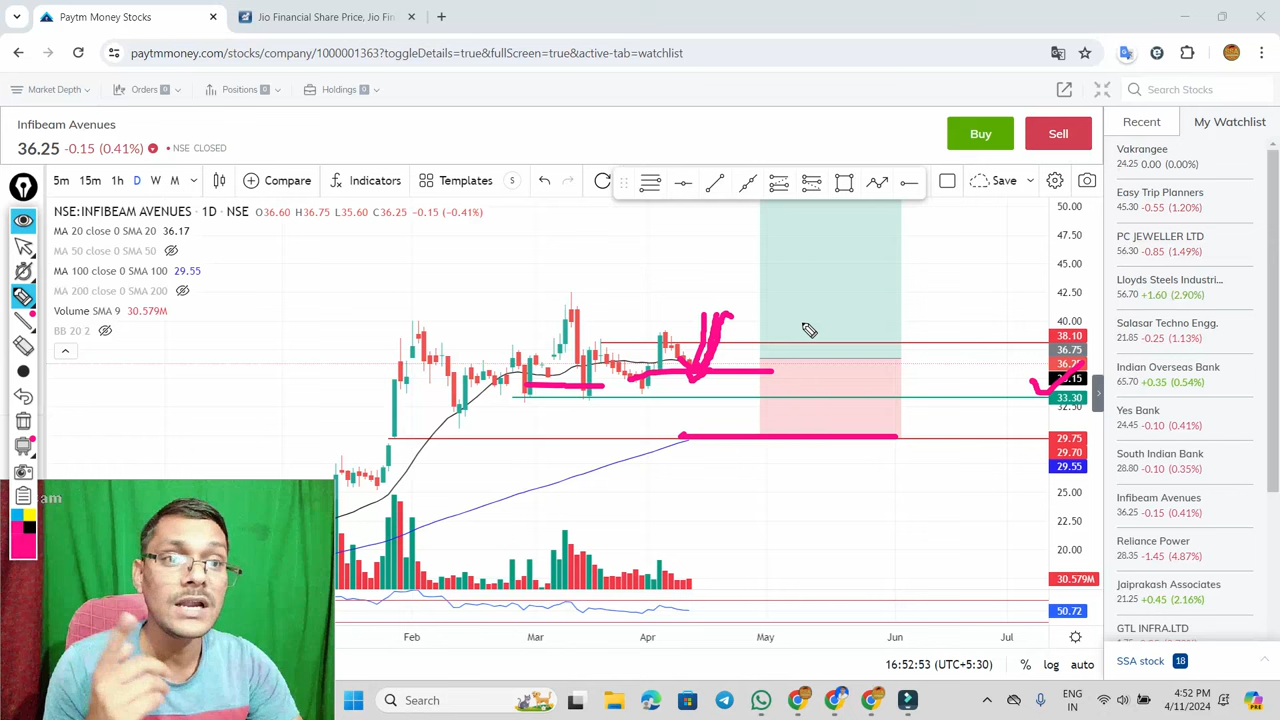 Paytm Money Stocks
Jio Financial Share Price, Jio Fin
paytmmoney.com/stocks/company/1000001363?toggleDetails=true&fullScreen=true&active-tab=watchlist
Market Depth
Orders 0
Positions 0
Holdings 0
Search Stocks
Infibeam Avenues
36.25 -0.15 (0.41%) • NSE CLOSED
Buy
Sell
Recent
My Watchlist
5m 15m 1h D W M
Compare
Indicators
Templates
S
Save
NSE:INFIBEAM AVENUES · 1D · NSE O36.60 H36.75 L35.60 C36.25 -0.15 (-0.41%)
MA 20 close 0 SMA 20 36.17
MA 50 close 0 SMA 50
MA 100 close 0 SMA 100 29.55
MA 200 close 0 SMA 200
Volume SMA 9 30.579M
BB 20 2
50.00
47.50
45.00
42.50
40.00
38.10
36.75
33.30
29.75
29.70
29.55
25.00
22.50
20.00
30.579M
50.72
Feb Mar Apr May Jun Jul
16:52:53 (UTC+5:30)
% log auto
Vakrangee
24.25 0.00 (0.00%)
Easy Trip Planners
45.30 -0.55 (1.20%)
PC JEWELLER LTD
56.30 -0.85 (1.49%)
Lloyds Steels Industri...
56.70 +1.60 (2.90%)
Salasar Techno Engg.
21.85 -0.25 (1.13%)
Indian Overseas Bank
65.70 +0.35 (0.54%)
Yes Bank
24.45 -0.10 (0.41%)
South Indian Bank
28.80 -0.10 (0.35%)
Infibeam Avenues
36.25 -0.15 (0.41%)
Reliance Power
28.35 -1.45 (4.87%)
Jaiprakash Associates
21.25 +0.45 (2.16%)
GTL INFRA.LTD
SSA stock 18
Search
ENG
IN
4:52 PM
4/11/2024